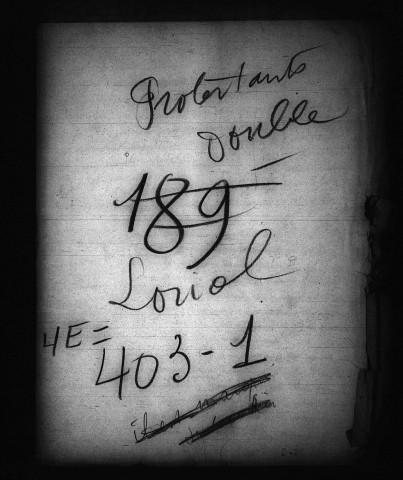 Protestants
Double
189
Loriol
4E=
403-1